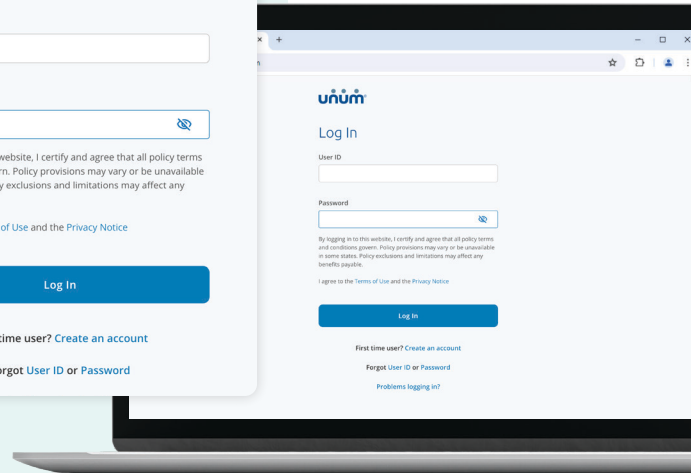 website, I certify and agree that all policy terms
rn. Policy provisions may vary or be unavailable
y exclusions and limitations may affect any
of Use and the Privacy Notice
Log In
time user? Create an account
orgot User ID or Password
unum
Log In
User ID
Password
By logging in to this website, I certify and agree that all policy terms
and conditions govern. Policy provisions may vary or be unavailable
in some states. Policy exclusions and limitations may affect any
benefits payable.
I agree to the Terms of Use and the Privacy Notice
Log In
First time user? Create an account
Forgot User ID or Password
Problems logging in?